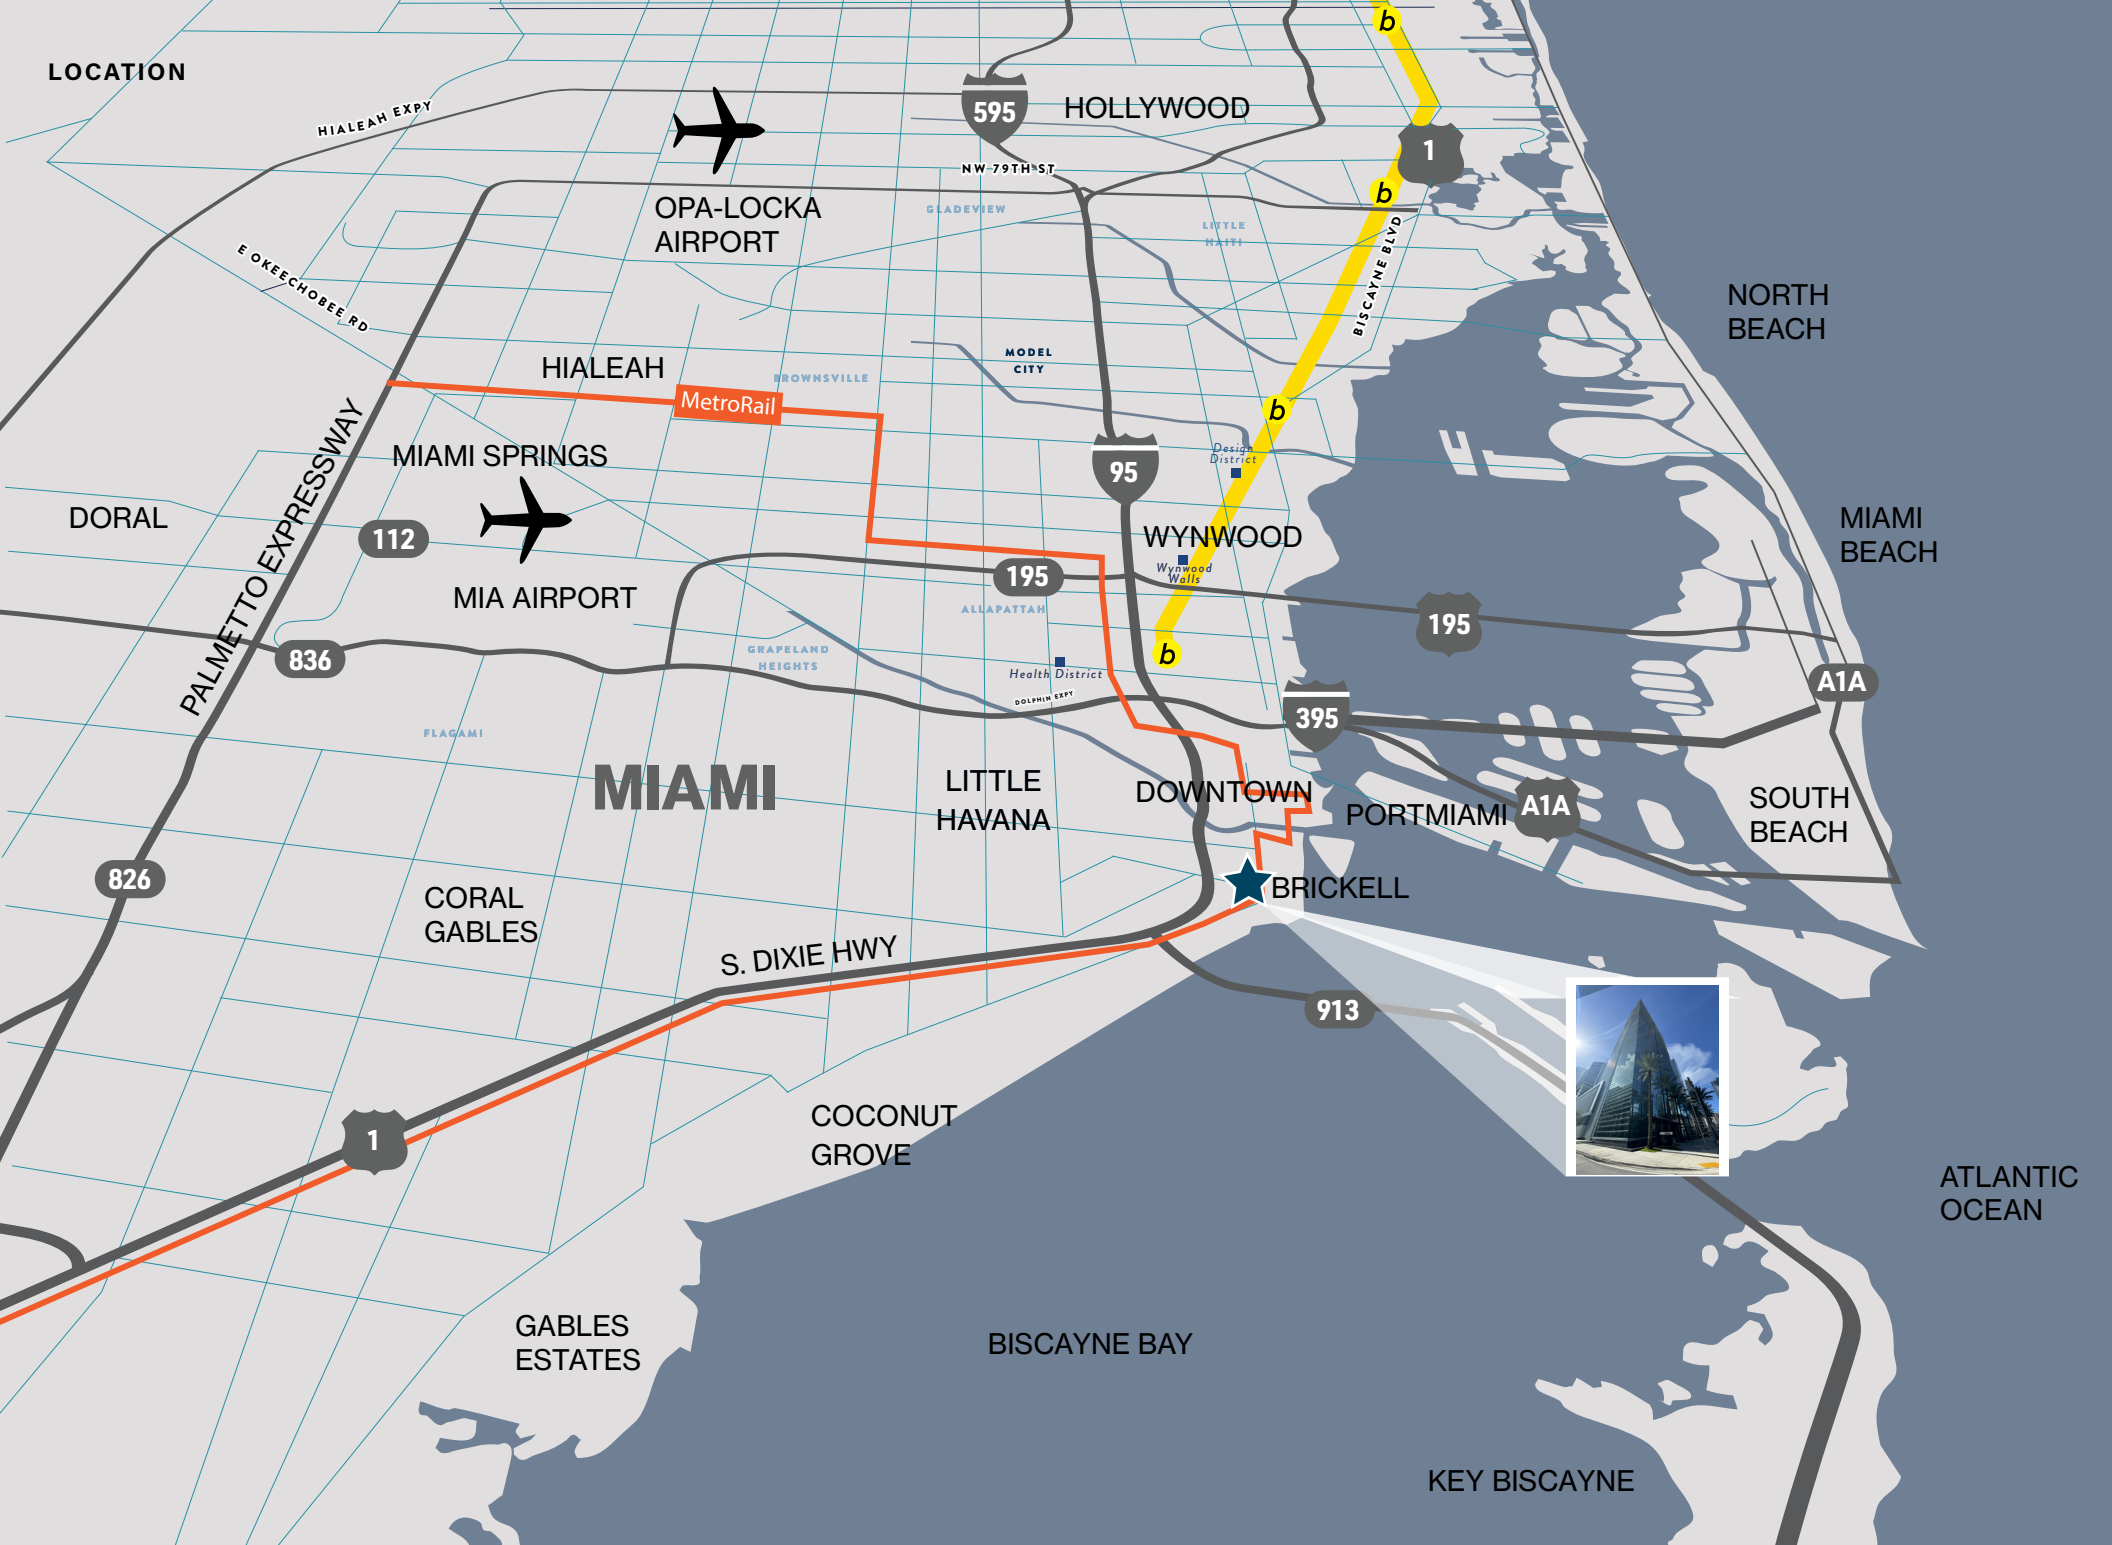 b
LOCATION
HIALEAH EXPY
595
HOLLYWOOD
1
NW 79TH ST
b
OPA-LOCKA
AIRPORT
GLADEVIEW
LITTLE
HAITI
BISCAYNE BLVD
E OKEECHOBEE RD
NORTH
BEACH
MODEL
CITY
HIALEAH
BROWNSVILLE
MetroRail
b
PALMETTO EXPRESSWAY
MIAMI SPRINGS
95
Design
District
DORAL
112
WYNWOOD
MIAMI
BEACH
Wynwood
Walls
195
MIA AIRPORT
ALLAPATTAH
195
836
GRAPELAND
HEIGHTS
b
Health District
DOLPHIN EXPY
A1A
395
FLAGAMI
MIAMI
LITTLE
HAVANA
DOWNTOWN
PORTMIAMI
A1A
SOUTH
BEACH
826
CORAL
GABLES
BRICKELL
S. DIXIE HWY
913
1
COCONUT
GROVE
ATLANTIC
OCEAN
GABLES
ESTATES
BISCAYNE BAY
KEY BISCAYNE